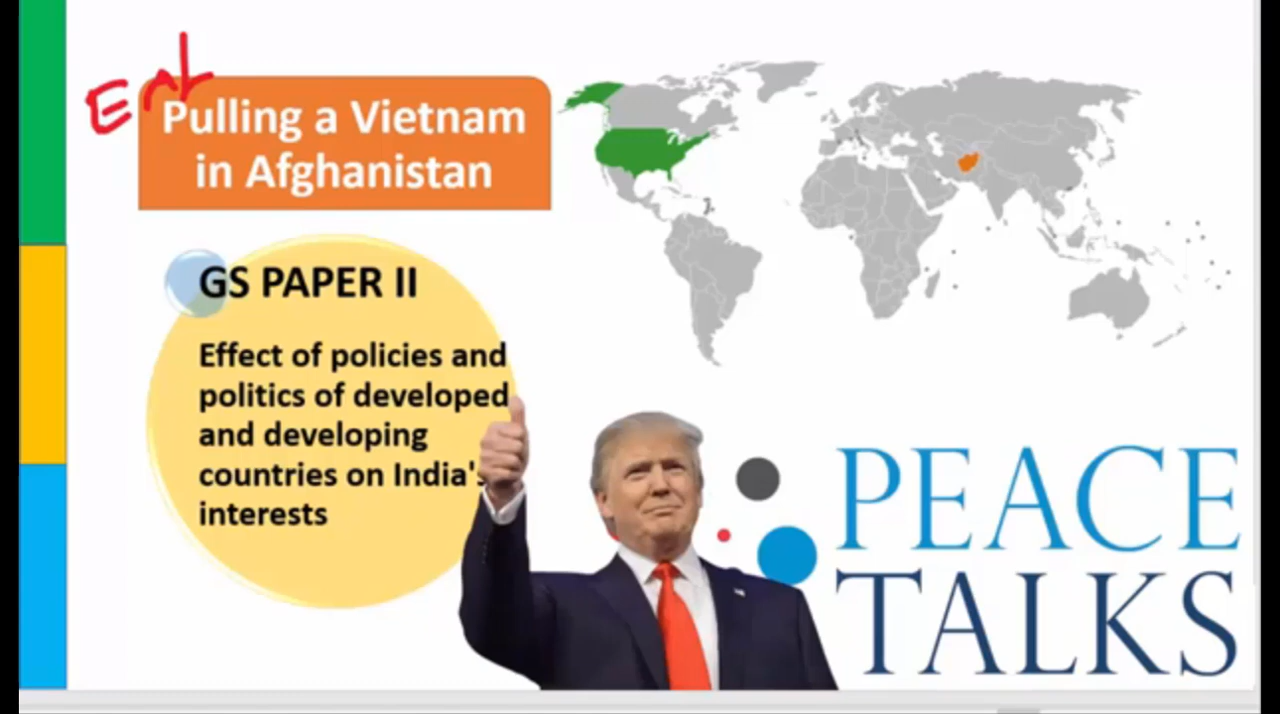 Pulling a Vietnam
in Afghanistan
GS PAPER II
Effect of policies and
politics of developed
and developing
countries on India's
interests
PEACE
TALKS